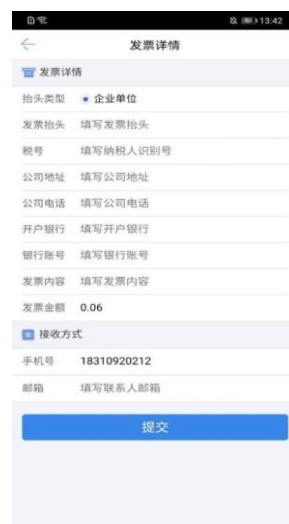 13:42
发票详情
发票详情
抬头类型 企业单位
发票抬头 填写发票抬头
税号 填写纳税人识别号
公司地址 填写公司地址
公司电话 填写公司电话
开户银行 填写开户银行
银行账号 填写银行账号
发票内容 填写发票内容
发票金额 0.06
接收方式
手机号 18310920212
邮箱 填写联系人邮箱
提交